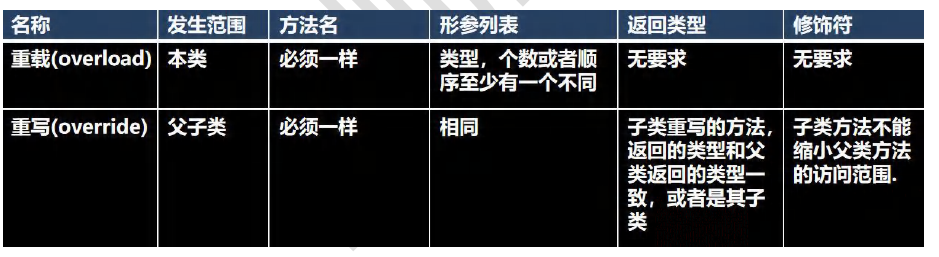 名称 发生范围 方法名 形参列表 返回类型 修饰符
重载(overload) 本类 必须一样 类型，个数或者顺 无要求 无要求
序至少有一个不同
重写(override) 父子类 必须一样 相同 子类重写的方法， 子类方法不能
返回的类型和父 缩小父类方法
类返回的类型一 的访问范围.
致，或者是其子
类